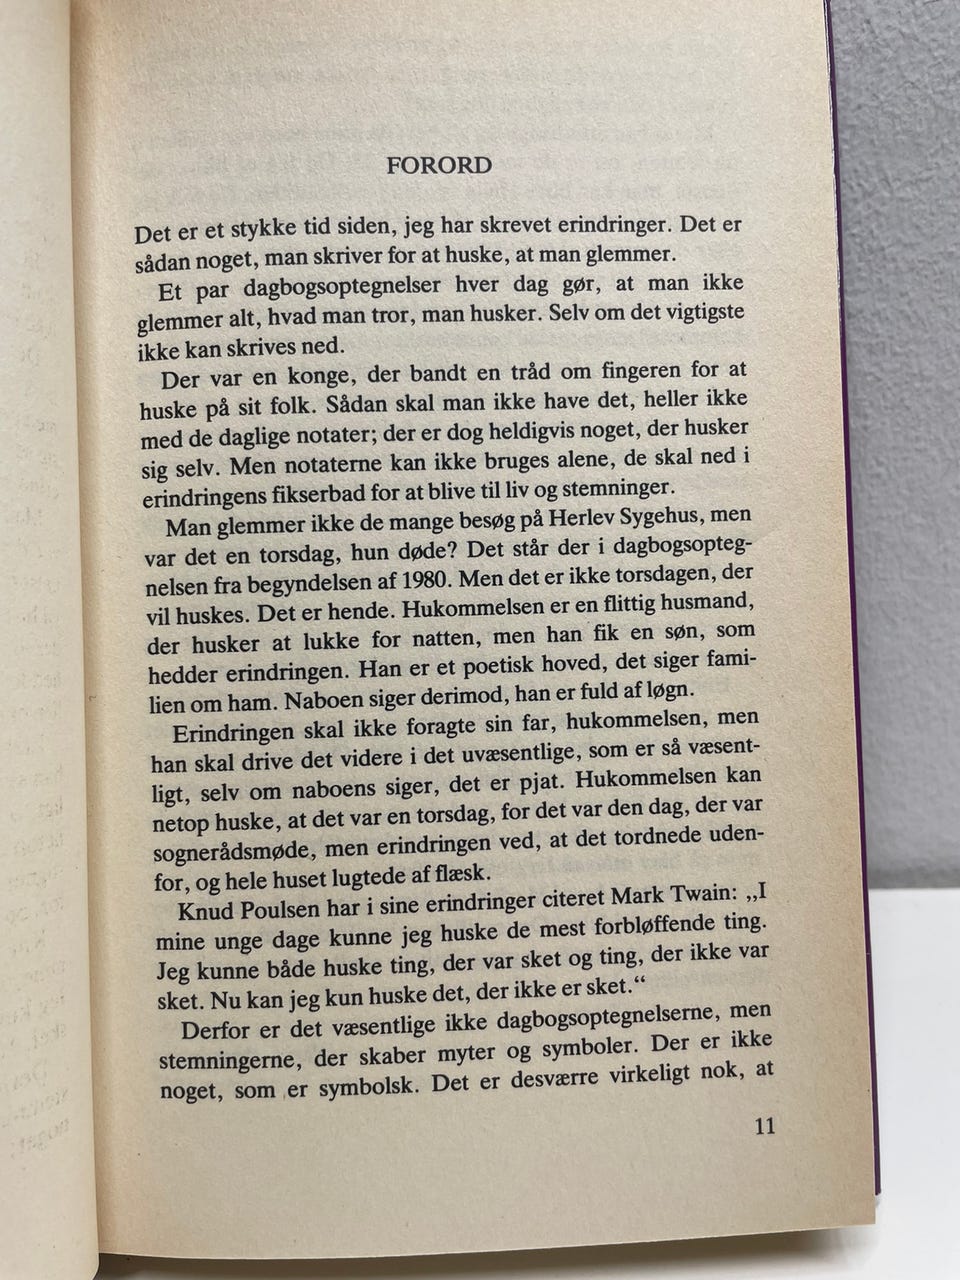 FORORD
Det er et stykke tid siden, jeg har skrevet erindringer. Det er
sådan noget, man skriver for at huske, at man glemmer.
Et par dagbogsoptegnelser hver dag gør, at man ikke
glemmer alt, hvad man tror, man husker. Selv om det vigtigste
ikke kan skrives ned.
Der var en konge, der bandt en tråd om fingeren for at
huske på sit folk. Sådan skal man ikke have det, heller ikke
med de daglige notater; der er dog heldigvis noget, der husker
sig selv. Men notaterne kan ikke bruges alene, de skal ned i
erindringens fikserbad for at blive til liv og stemninger.
Man glemmer ikke de mange besøg på Herlev Sygehus, men
var det en torsdag, hun døde? Det står der i dagbogsopteg-
nelsen fra begyndelsen af 1980. Men det er ikke torsdagen, der
vil huskes. Det er hende. Hukommelsen er en flittig husmand,
der husker at lukke for natten, men han fik en søn, som
hedder erindringen. Han er et poetisk hoved, det siger fami-
lien om ham. Naboen siger derimod, han er fuld af løgn.
Erindringen skal ikke foragte sin far, hukommelsen, men
han skal drive det videre i det uvæsentlige, som er så væsent-
ligt, selv om naboens siger, det er pjat. Hukommelsen kan
netop huske, at det var en torsdag, for det var den dag, der var
sognerådsmøde, men erindringen ved, at det tordnede uden-
for, og hele huset lugtede af flæsk.
Knud Poulsen har i sine erindringer citeret Mark Twain: „I
mine unge dage kunne jeg huske de mest forbløffende ting.
Jeg kunne både huske ting, der var sket og ting, der ikke var
sket. Nu kan jeg kun huske det, der ikke er sket.“
Derfor er det væsentlige ikke dagbogsoptegnelserne, men
stemningerne, der skaber myter og symboler. Der er ikke
noget, som er symbolsk. Det er desværre virkeligt nok, at
11